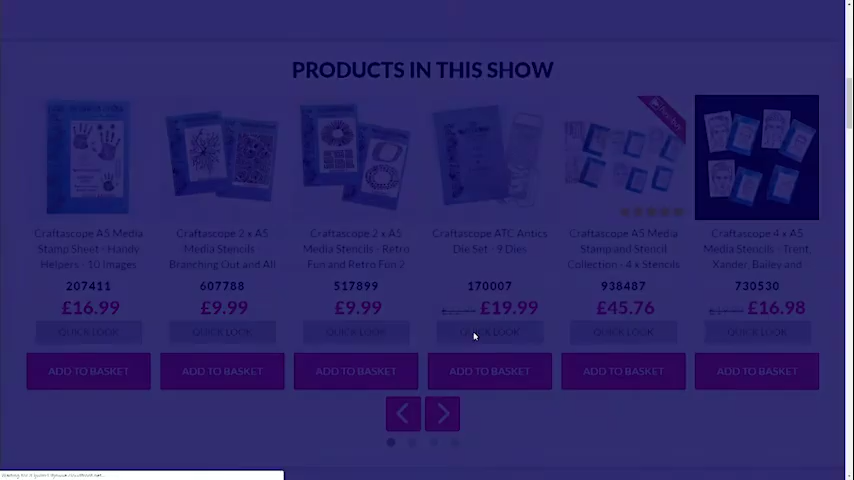 PRODUCTS IN THIS SHOW
Craftascope A5 Media
Stamp Sheet - Handy
Helpers - 10 Images
207411
£16.99
QUICK LOOK
ADD TO BASKET
Craftascope 2 x A5
Media Stencils -
Branching Out and All
607788
£9.99
QUICK LOOK
ADD TO BASKET
Craftascope 2 x A5
Media Stencils - Retro
Fun and Retro Fun 2
517899
£9.99
QUICK LOOK
ADD TO BASKET
Craftascope ATC Antics
Die Set - 9 Dies
170007
£19.99
QUICK LOOK
ADD TO BASKET
Craftascope A5 Media
Stamp and Stencil
Collection - 4 x Stencils
938487
£45.76
QUICK LOOK
ADD TO BASKET
Craftascope 4 x A5
Media Stencils - Trent,
Xander, Bailey and
730530
£16.98
QUICK LOOK
ADD TO BASKET